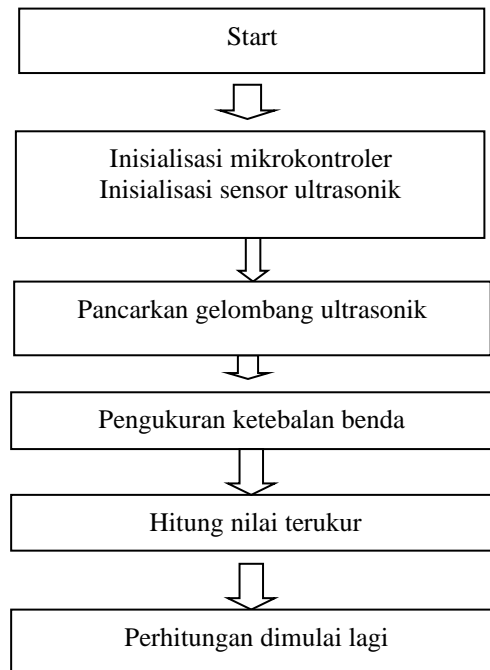 Start
Inisialisasi mikrokontroler
Inisialisasi sensor ultrasonik
Pancarkan gelombang ultrasonik
Pengukuran ketebalan benda
Hitung nilai terukur
Perhitungan dimulai lagi